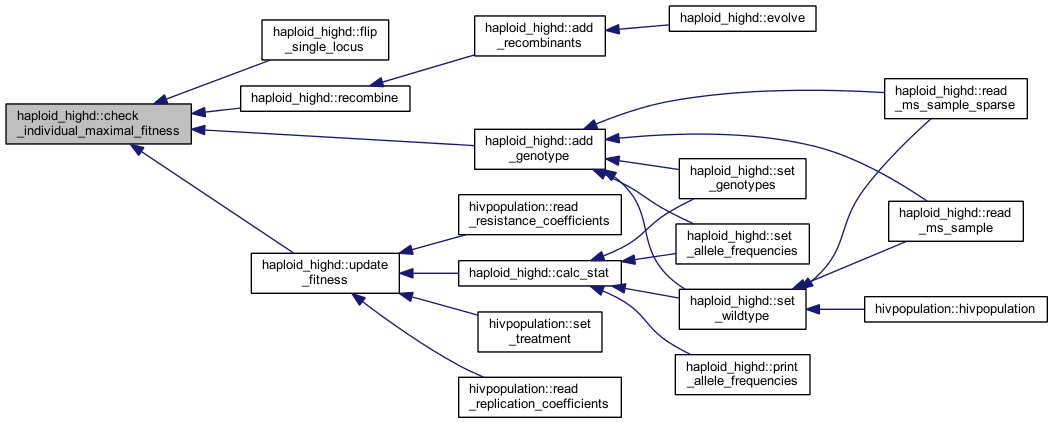 haploid_highd::check
_individual_maximal_fitness
haploid_highd::flip
_single_locus
haploid_highd::recombine
haploid_highd::update
_fitness
haploid_highd::add
_recombinants
haploid_highd::add
_genotype
hivpopulation::read
_resistance_coefficients
haploid_highd::calc_stat
hivpopulation::set
_treatment
hivpopulation::read
_replication_coefficients
haploid_highd::evolve
haploid_highd::set
_genotypes
haploid_highd::set
_allele_frequencies
haploid_highd::set
_wildtype
haploid_highd::print
_allele_frequencies
haploid_highd::read
_ms_sample_sparse
haploid_highd::read
_ms_sample
hivpopulation::hivpopulation